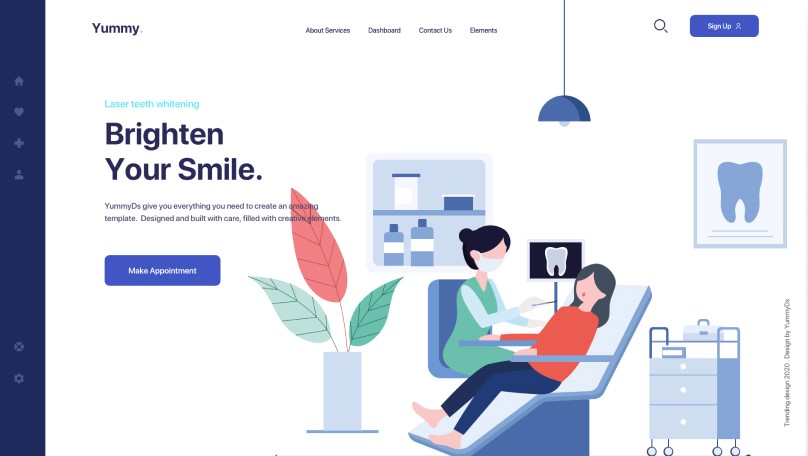 Yummy.
About Services
Dashboard
Contact Us
Elements
Sign Up
Laser teeth whitening
Brighten
Your Smile.
YummyDs give you everything you need to create an amazing
template. Designed and built with care, filled with creative elements.
Make Appointment
Trending design 2020 Design by YummyDs